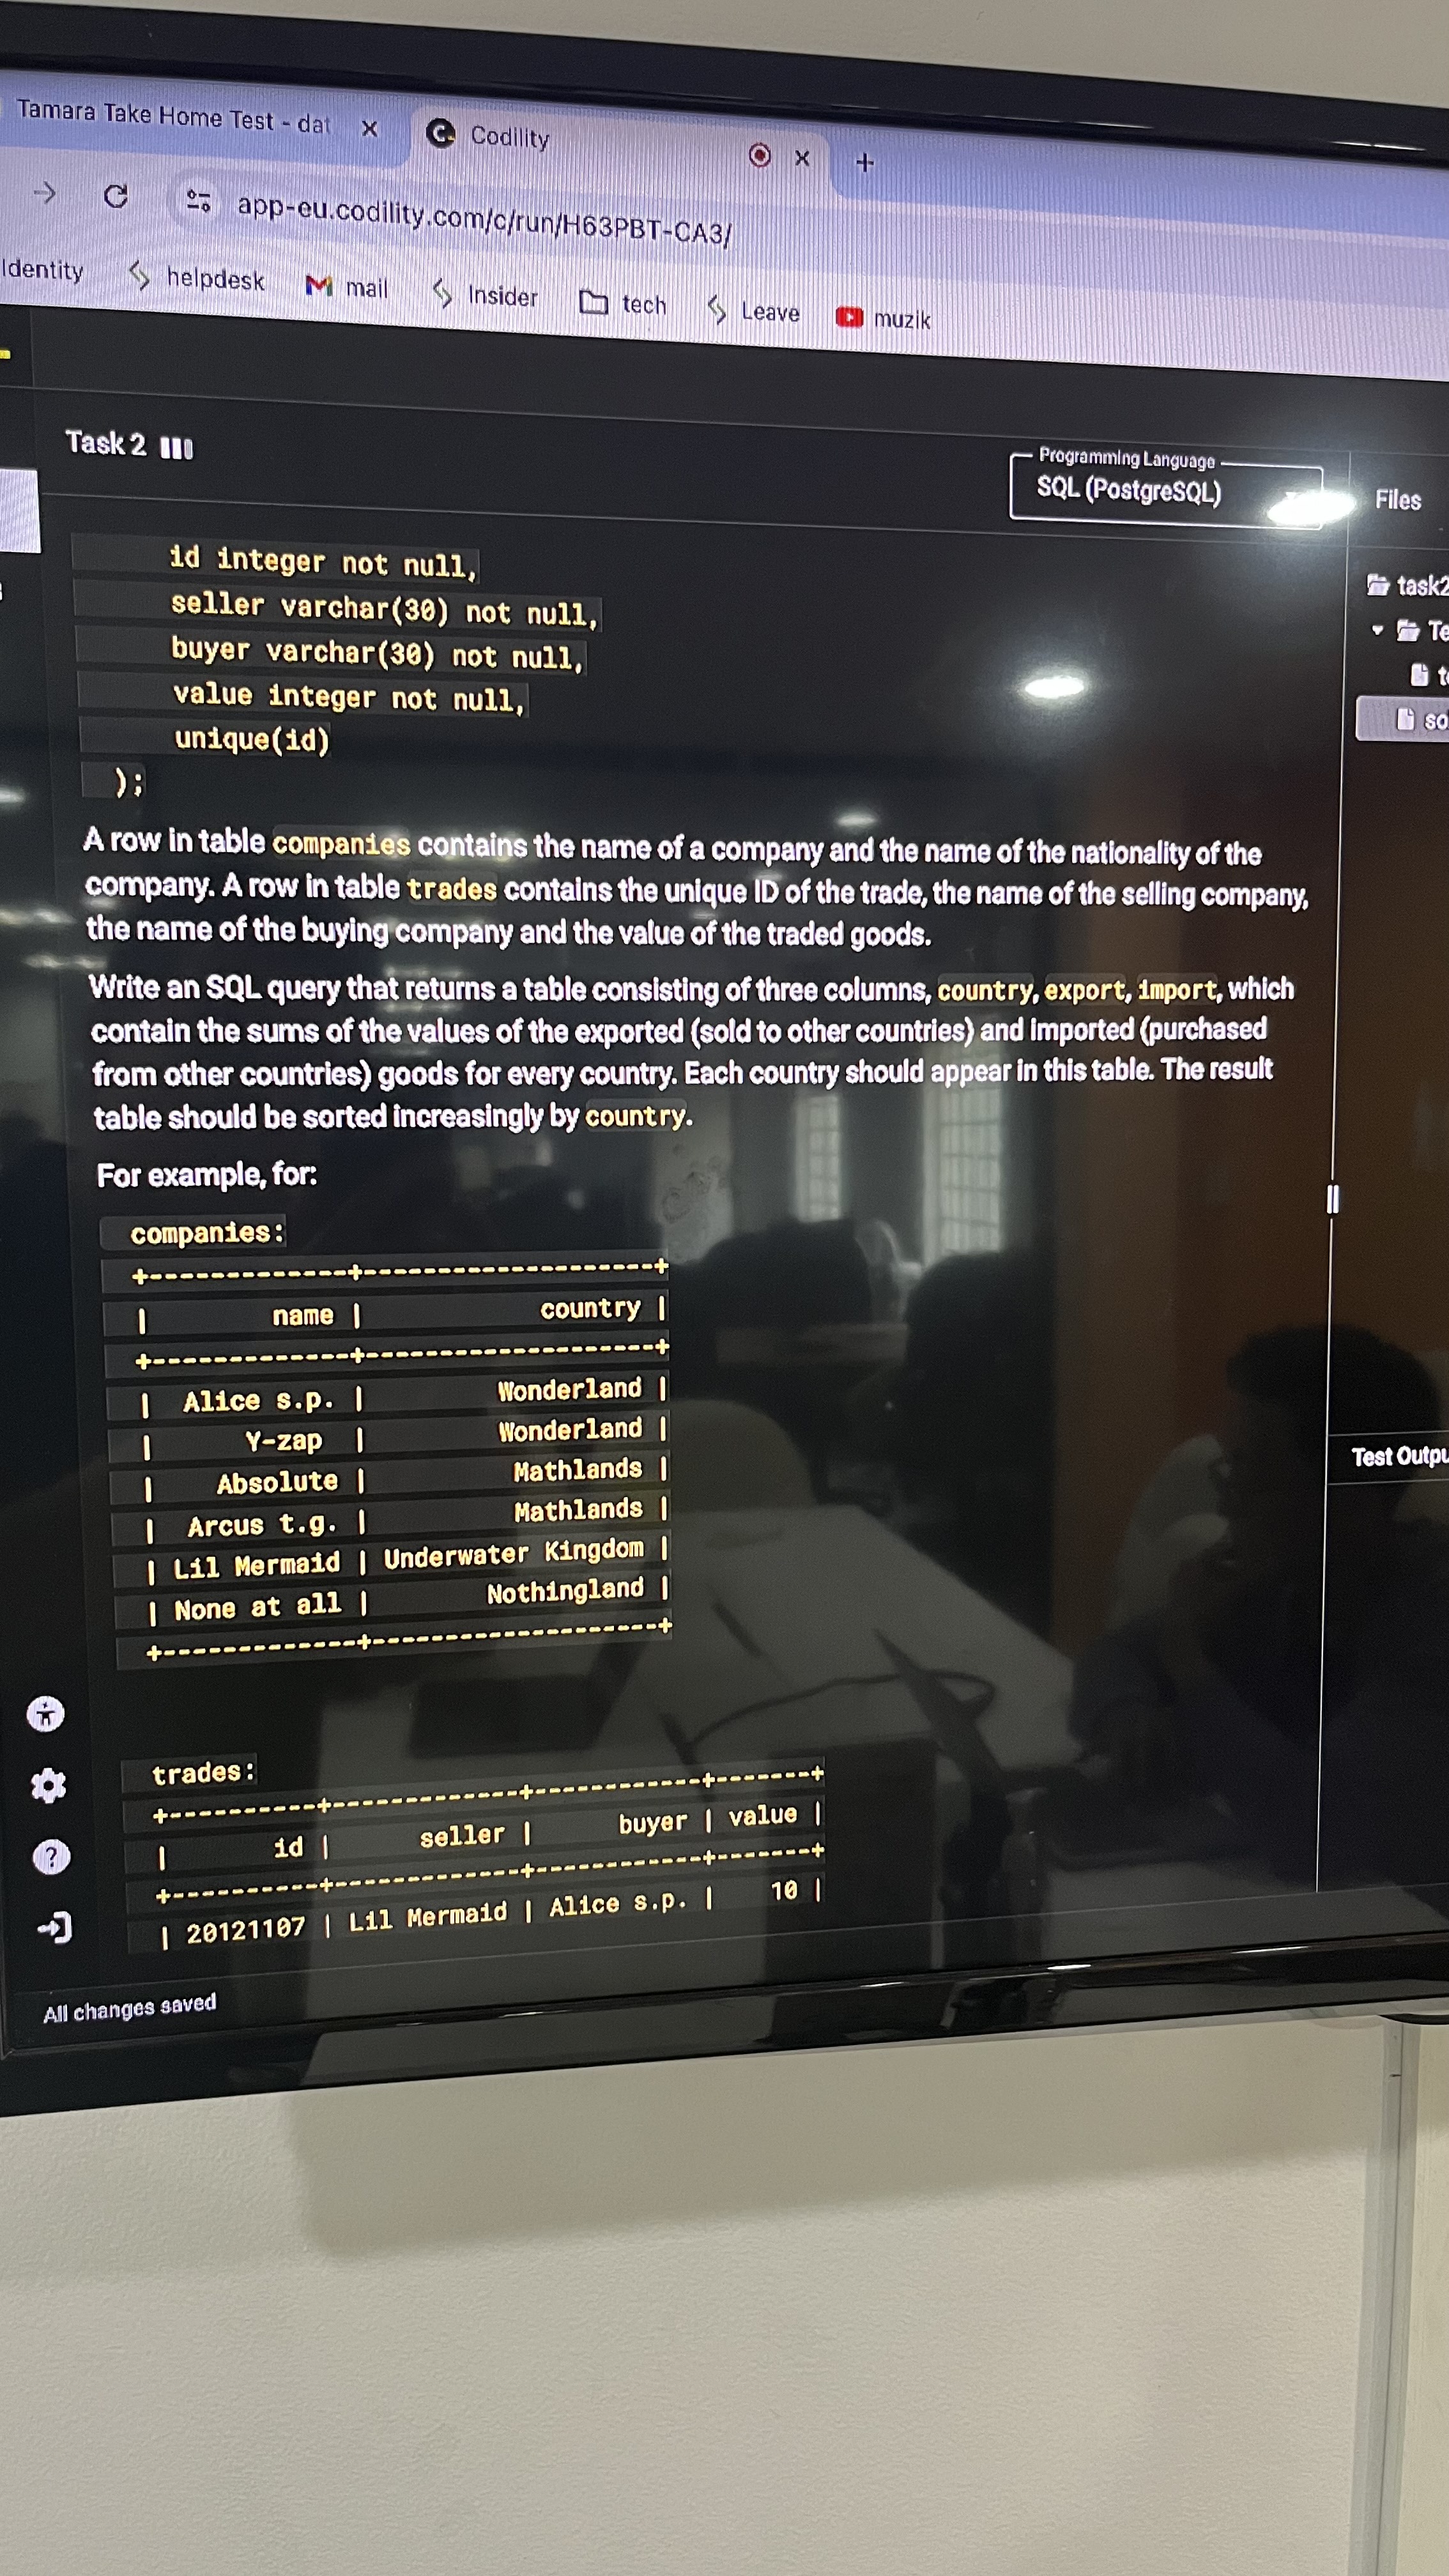 Tamara Take Home Test - dat
Codility
app-eu.codility.com/c/run/H63PBT-CA3/
Identity
helpdesk
mail
Insider
tech
Leave
muzik
Task 2
Programming Language
SQL (PostgreSQL)
Files
id integer not null,
seller varchar(30) not null,
buyer varchar(30) not null,
value integer not null,
unique(id)
);
task2
Te
t
so
A row in table companies contains the name of a company and the name of the nationality of the
company. A row in table trades contains the unique ID of the trade, the name of the selling company,
the name of the buying company and the value of the traded goods.
Write an SQL query that returns a table consisting of three columns, country, export, import, which
contain the sums of the values of the exported (sold to other countries) and imported (purchased
from other countries) goods for every country. Each country should appear in this table. The result
table should be sorted increasingly by country.
For example, for:
companies:
+-------------+--------------------+
| name | country |
+-------------+--------------------+
| Alice s.p. | Wonderland |
| Y-zap | Wonderland |
| Absolute | Mathlands |
| Arcus t.g. | Mathlands |
| Lil Mermaid | Underwater Kingdom |
| None at all | Nothingland |
+-------------+--------------------+
Test Outpu
trades:
+----------+-------------+------------+-------+
| id | seller | buyer | value |
+----------+-------------+------------+-------+
| 20121107 | Lil Mermaid | Alice s.p. | 10 |
All changes saved